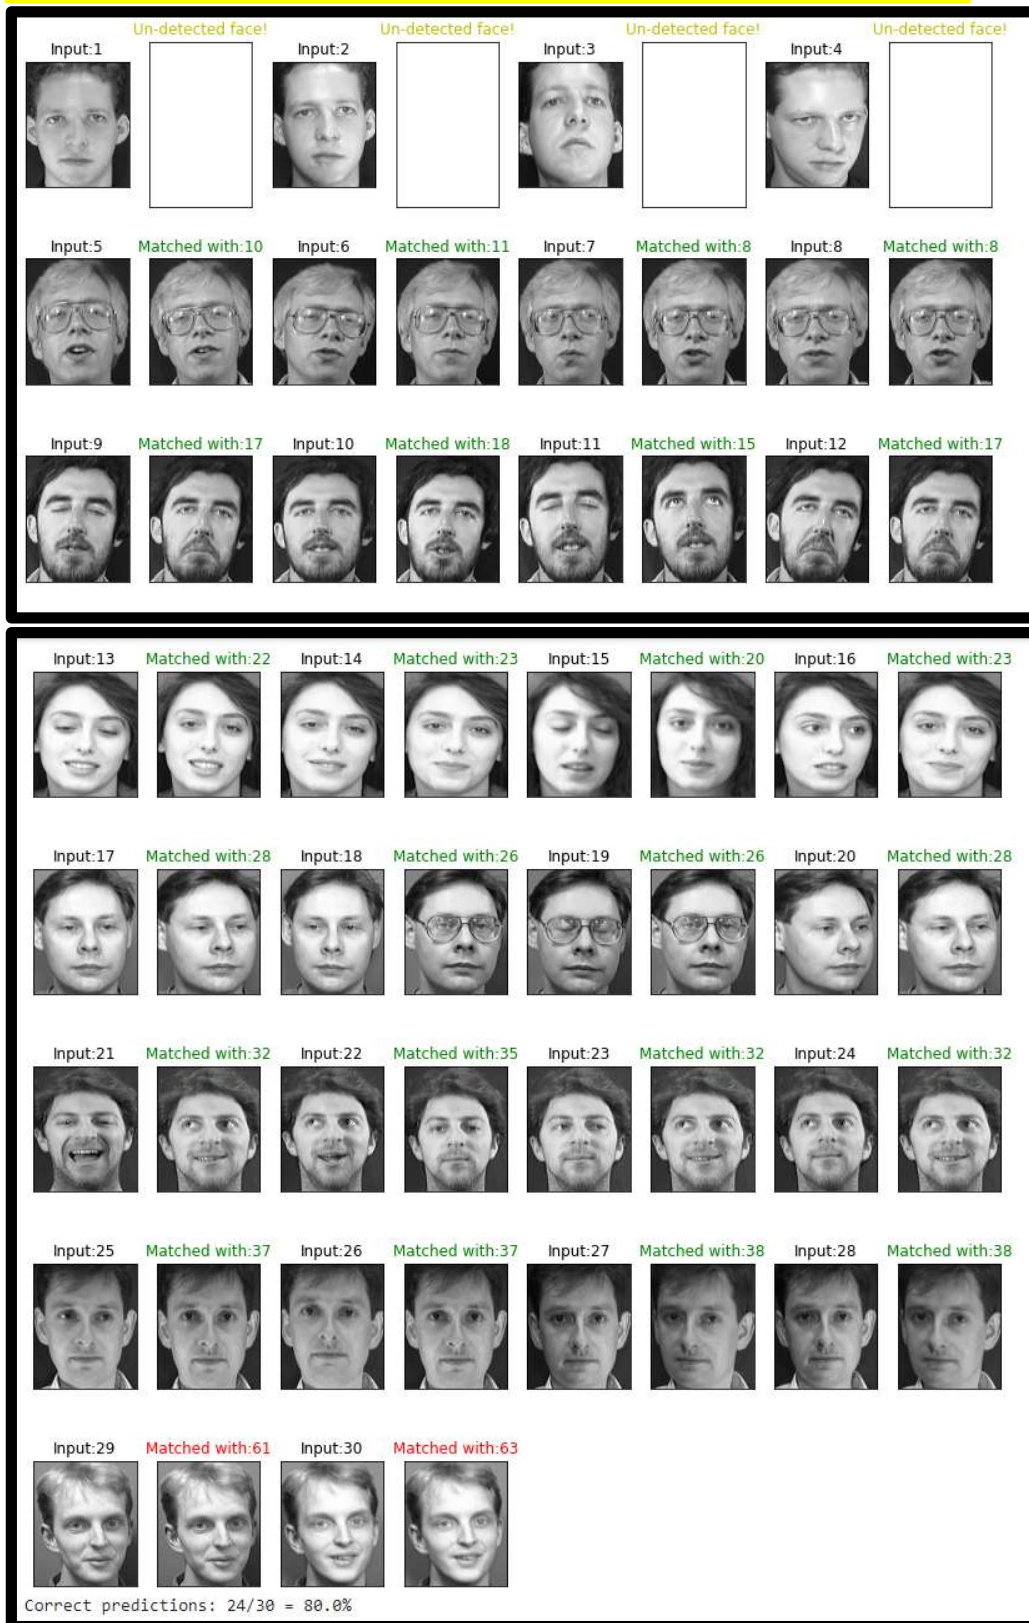 Un-detected face! Un-detected face! Un-detected face! Un-detected face!
Input:1 Input:2 Input:3 Input:4
Input:5 Matched with:10 Input:6 Matched with:11 Input:7 Matched with:8 Input:8 Matched with:8
Input:9 Matched with:17 Input:10 Matched with:18 Input:11 Matched with:15 Input:12 Matched with:17
Input:13 Matched with:22 Input:14 Matched with:23 Input:15 Matched with:20 Input:16 Matched with:23
Input:17 Matched with:28 Input:18 Matched with:26 Input:19 Matched with:26 Input:20 Matched with:28
Input:21 Matched with:32 Input:22 Matched with:35 Input:23 Matched with:32 Input:24 Matched with:32
Input:25 Matched with:37 Input:26 Matched with:37 Input:27 Matched with:38 Input:28 Matched with:38
Input:29 Matched with:61 Input:30 Matched with:63
Correct predictions: 24/30 = 80.0%